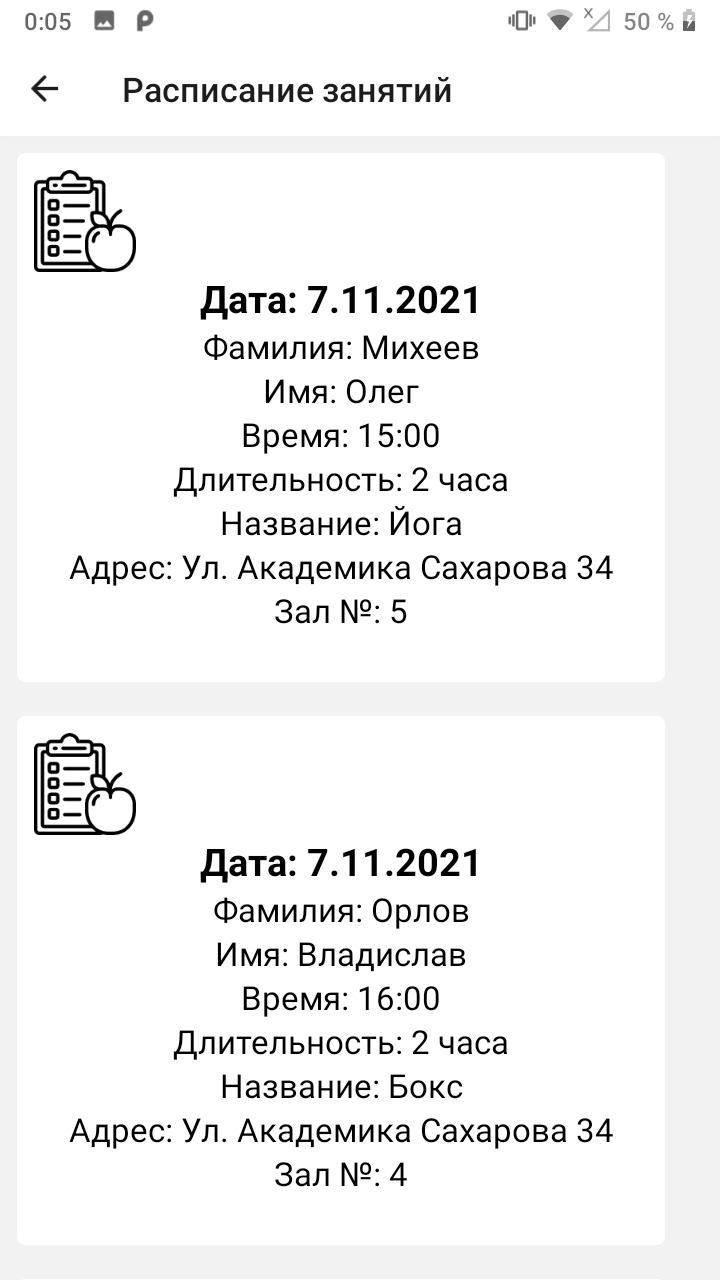 0:05
50 %
Расписание занятий
Дата: 7.11.2021
Фамилия: Михеев
Имя: Олег
Время: 15:00
Длительность: 2 часа
Название: Йога
Адрес: Ул. Академика Сахарова 34
Зал №: 5
Дата: 7.11.2021
Фамилия: Орлов
Имя: Владислав
Время: 16:00
Длительность: 2 часа
Название: Бокс
Адрес: Ул. Академика Сахарова 34
Зал №: 4